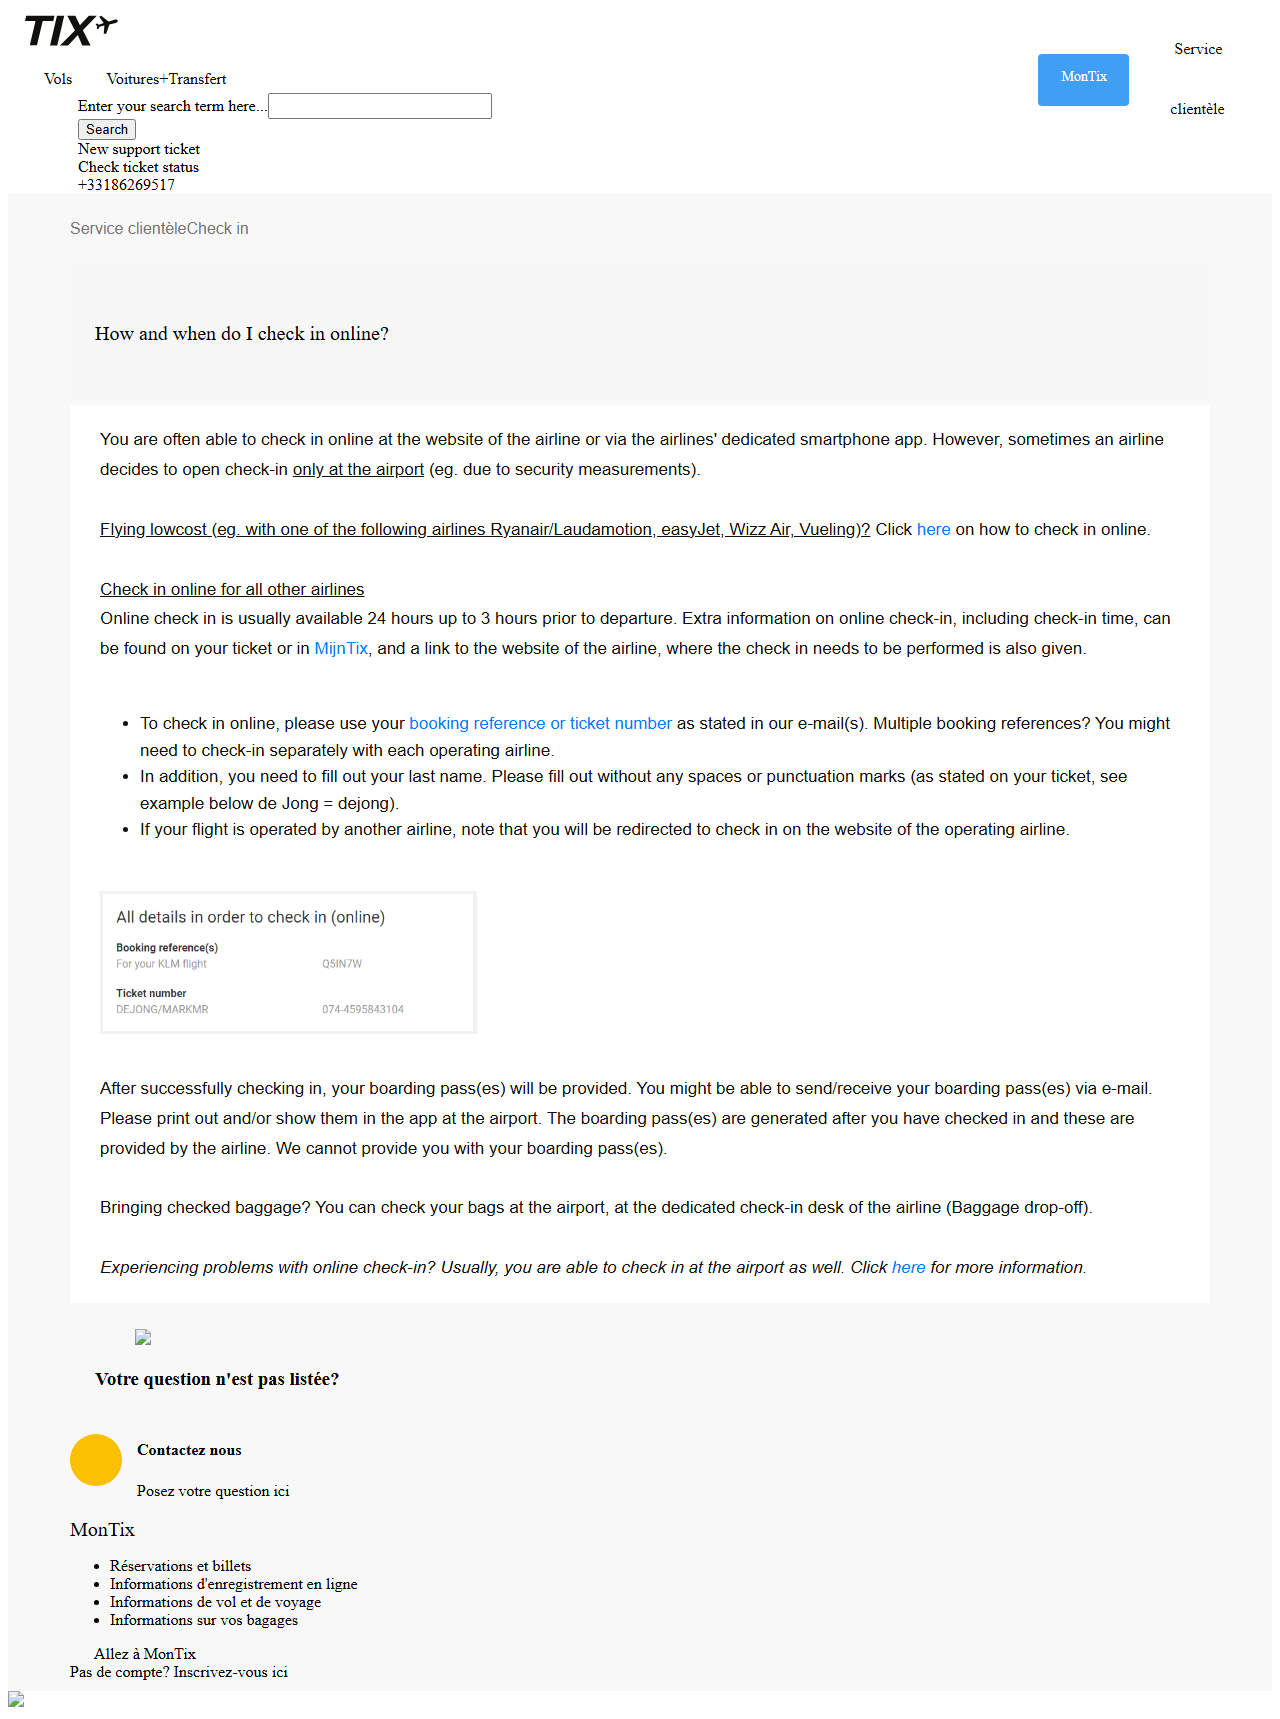 TIX
Service
clientèle
MonTix
Vols Voitures+Transfert
Enter your search term here...
Search
New support ticket
Check ticket status
+33186269517
Service clientèleCheck in
How and when do I check in online?
You are often able to check in online at the website of the airline or via the airlines' dedicated smartphone app. However, sometimes an airline
decides to open check-in only at the airport (eg. due to security measurements).
Flying lowcost (eg. with one of the following airlines Ryanair/Laudamotion, easyJet, Wizz Air, Vueling)? Click here on how to check in online.
Check in online for all other airlines
Online check in is usually available 24 hours up to 3 hours prior to departure. Extra information on online check-in, including check-in time, can
be found on your ticket or in MijnTix, and a link to the website of the airline, where the check in needs to be performed is also given.
To check in online, please use your booking reference or ticket number as stated in our e-mail(s). Multiple booking references? You might
need to check-in separately with each operating airline.
In addition, you need to fill out your last name. Please fill out without any spaces or punctuation marks (as stated on your ticket, see
example below de Jong = dejong).
If your flight is operated by another airline, note that you will be redirected to check in on the website of the operating airline.
All details in order to check in (online)
Booking reference(s)
For your KLM flight Q5IN7W
Ticket number
DEJONG/MARKMR 074-4595843104
After successfully checking in, your boarding pass(es) will be provided. You might be able to send/receive your boarding pass(es) via e-mail.
Please print out and/or show them in the app at the airport. The boarding pass(es) are generated after you have checked in and these are
provided by the airline. We cannot provide you with your boarding pass(es).
Bringing checked baggage? You can check your bags at the airport, at the dedicated check-in desk of the airline (Baggage drop-off).
Experiencing problems with online check-in? Usually, you are able to check in at the airport as well. Click here for more information.
Votre question n'est pas listée?
Contactez nous
Posez votre question ici
MonTix
Réservations et billets
Informations d'enregistrement en ligne
Informations de vol et de voyage
Informations sur vos bagages
Allez à MonTix
Pas de compte? Inscrivez-vous ici